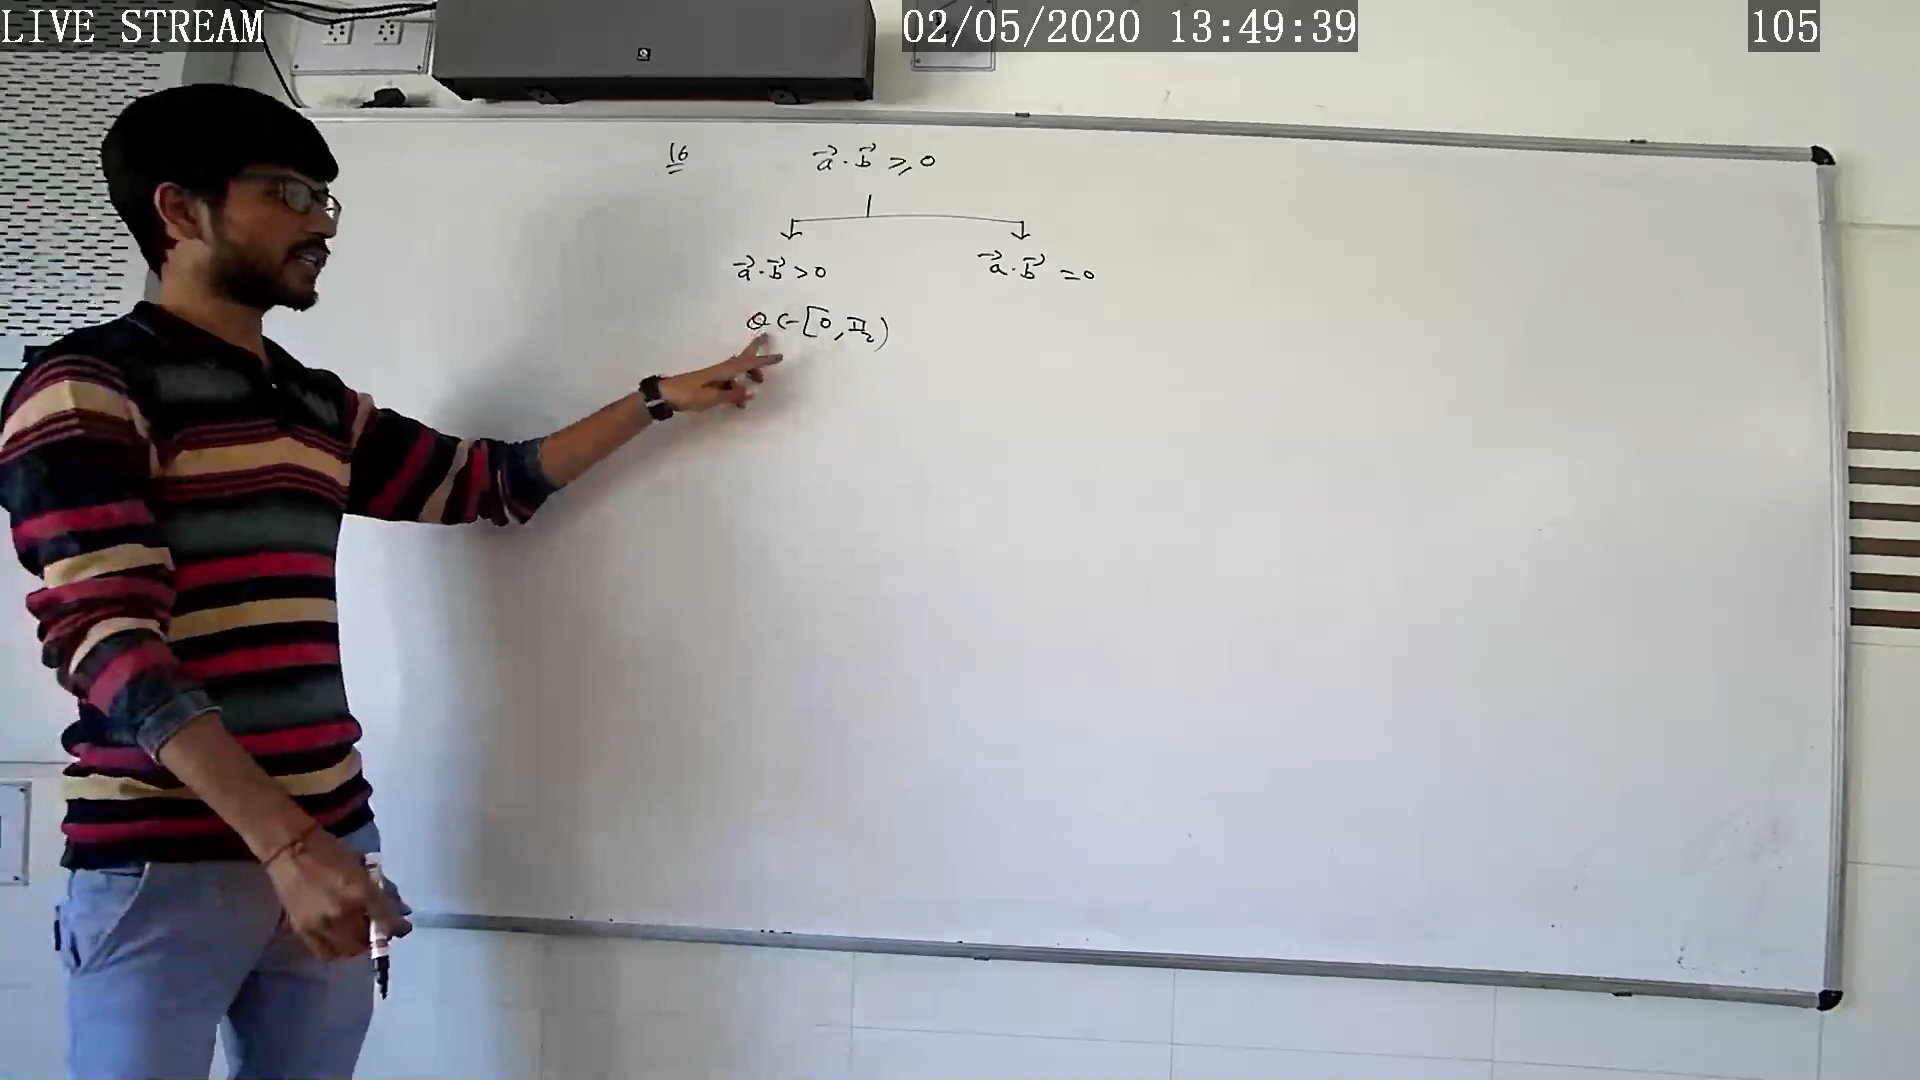 LIVE STREAM 02/05/2020 13:49:39 105
16 a⃗ · b⃗ ≥ 0
a⃗ · b⃗ > 0 a⃗ · b⃗ = 0
θ ∈ [0, π/2)